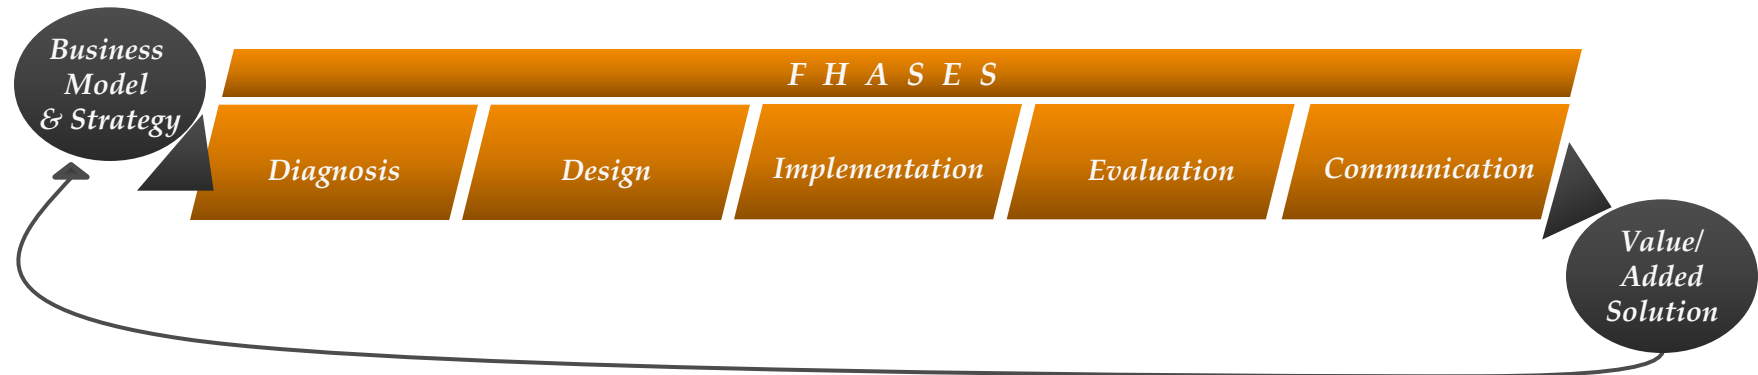 Business
Model
& Strategy
F H A S E S
Diagnosis
Design
Implementation
Evaluation
Communication
Value/
Added
Solution